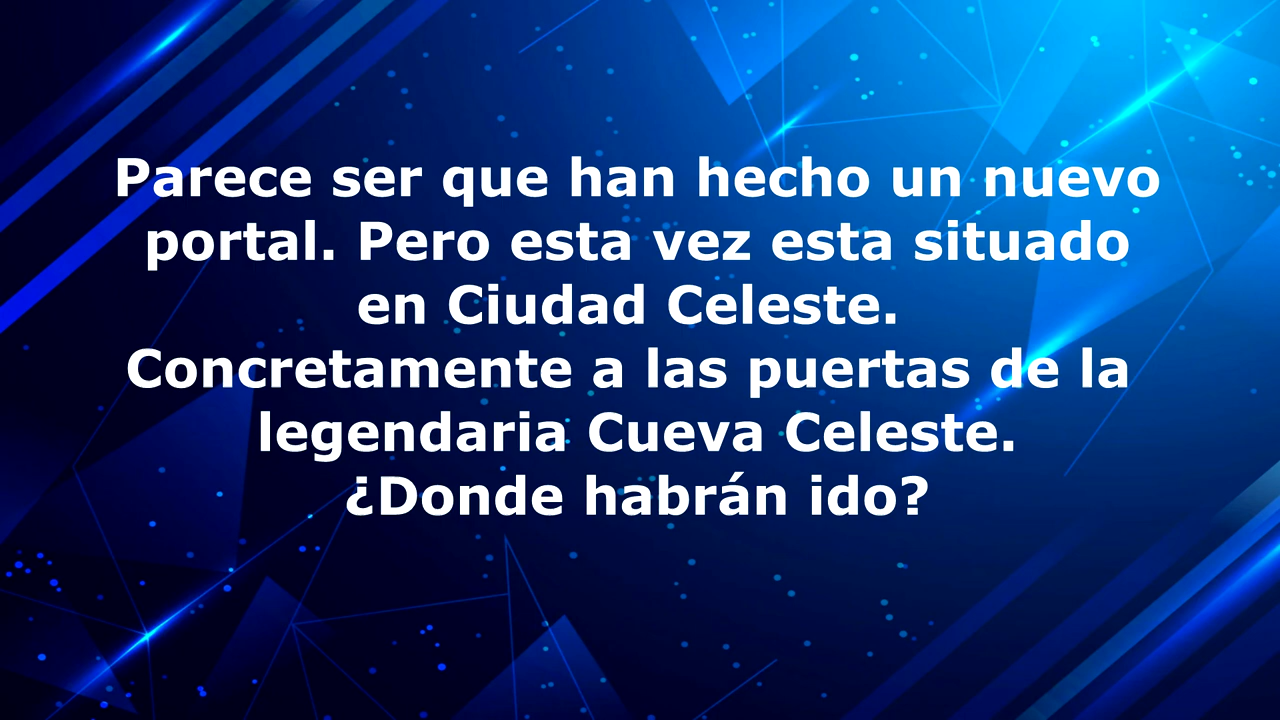 Parece ser que han hecho un nuevo
portal. Pero esta vez esta situado
en Ciudad Celeste.
Concretamente a las puertas de la
legendaria Cueva Celeste.
¿Donde habrán ido?